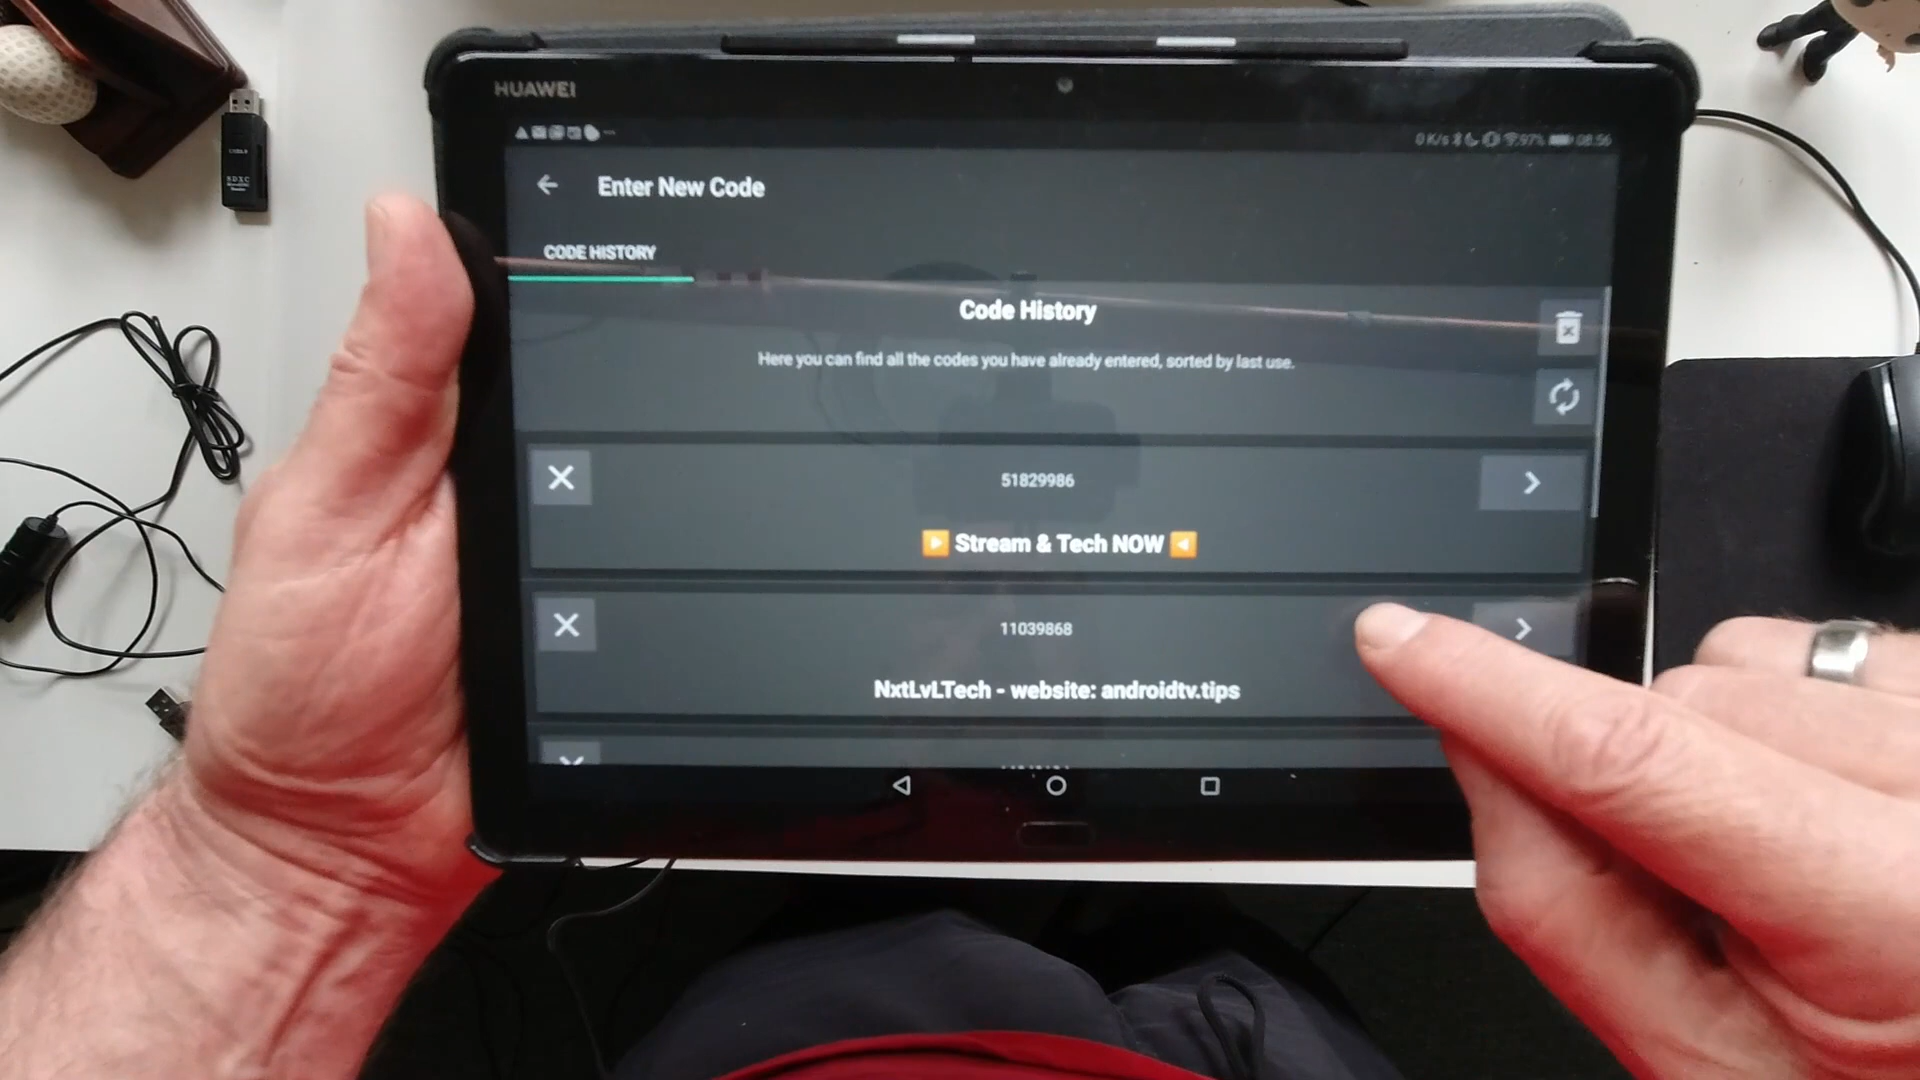 HUAWEI
0 K/s 97% 08:56
Enter New Code
CODE HISTORY
Code History
Here you can find all the codes you have already entered, sorted by last use.
51829986
Stream & Tech NOW
11039868
NxtLvLTech - website: androidtv.tips
SDXC